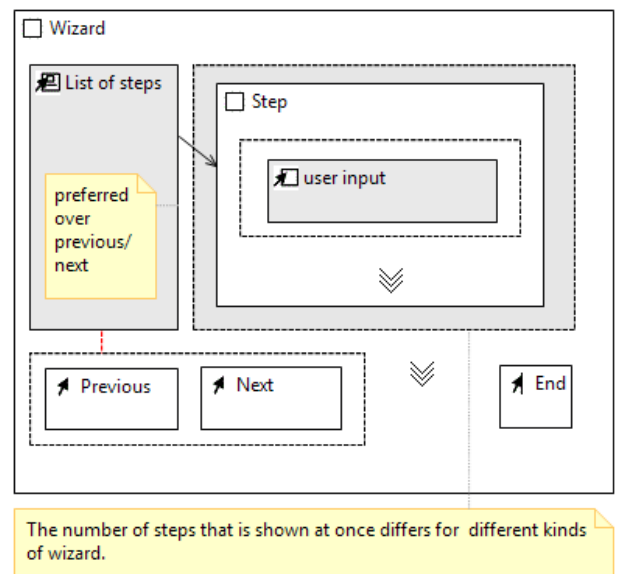 Wizard
List of steps
Step
user input
preferred
over
previous/
next
Previous
Next
End
The number of steps that is shown at once differs for different kinds
of wizard.